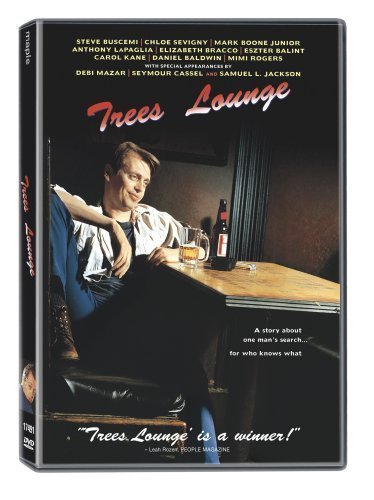 STEVE BUSCEMI | CHLOE SEVIGNY | MARK BOONE JUNIOR
ANTHONY LaPAGLIA | ELIZABETH BRACCO | ESZTER BALINT
CAROL KANE | DANIEL BALDWIN | MIMI ROGERS
WITH SPECIAL APPEARANCES BY
DEBI MAZAR | SEYMOUR CASSEL AND SAMUEL L. JACKSON
Trees Lounge
A story about
one man's search...
for who knows what
"'Trees Lounge' is a winner!"
– Leah Rozen, PEOPLE MAGAZINE
maple
Trees Lounge
17491
DVD